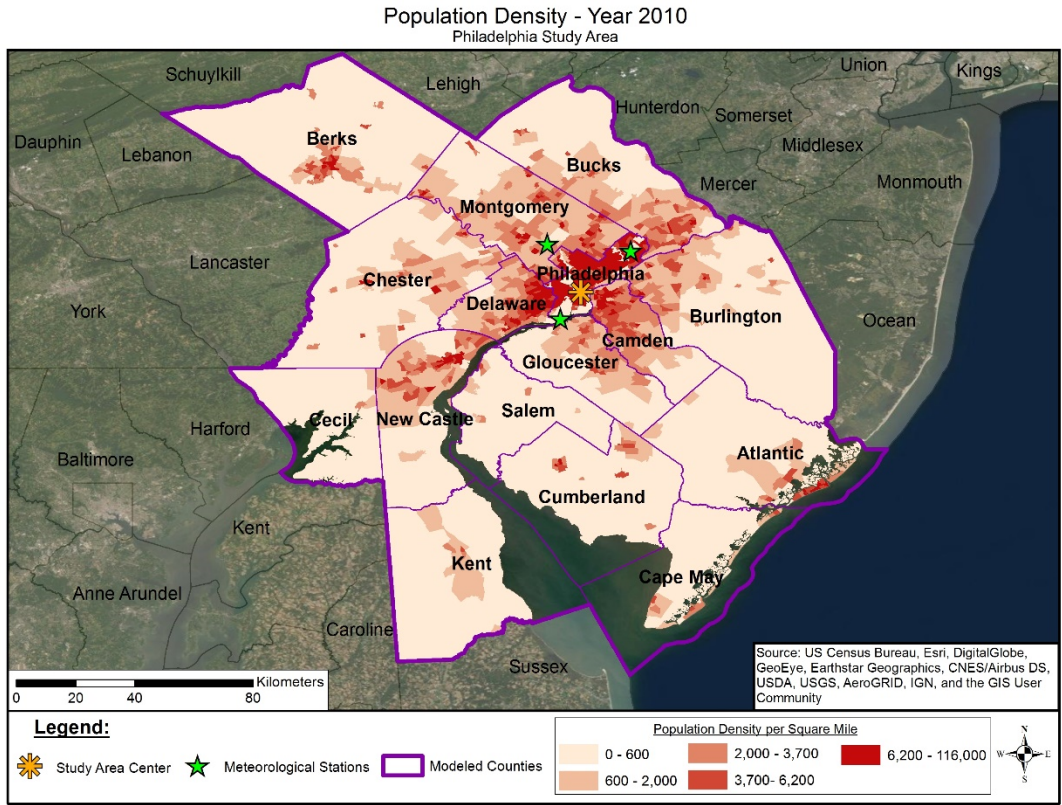 Population Density - Year 2010
Philadelphia Study Area
Schuylkill
Lehigh
Union
Kings
Hunterdon
Somerset
Dauphin
Lebanon
Berks
Middlesex
Bucks
Mercer
Monmouth
Montgomery
Lancaster
Chester
Philadelphia
Delaware
York
Burlington
Ocean
Camden
Gloucester
Cecil
New Castle
Salem
Harford
Atlantic
Baltimore
Cumberland
Kent
Kent
Cape May
Anne Arundel
Caroline
Sussex
Source: US Census Bureau, Esri, DigitalGlobe,
GeoEye, Earthstar Geographics, CNES/Airbus DS,
USDA, USGS, AeroGRID, IGN, and the GIS User
Community
Kilometers
0 20 40 80
Legend:
Study Area Center
Meteorological Stations
Modeled Counties
Population Density per Square Mile
0 - 600
600 - 2,000
2,000 - 3,700
3,700- 6,200
6,200 - 116,000
N
W E
S